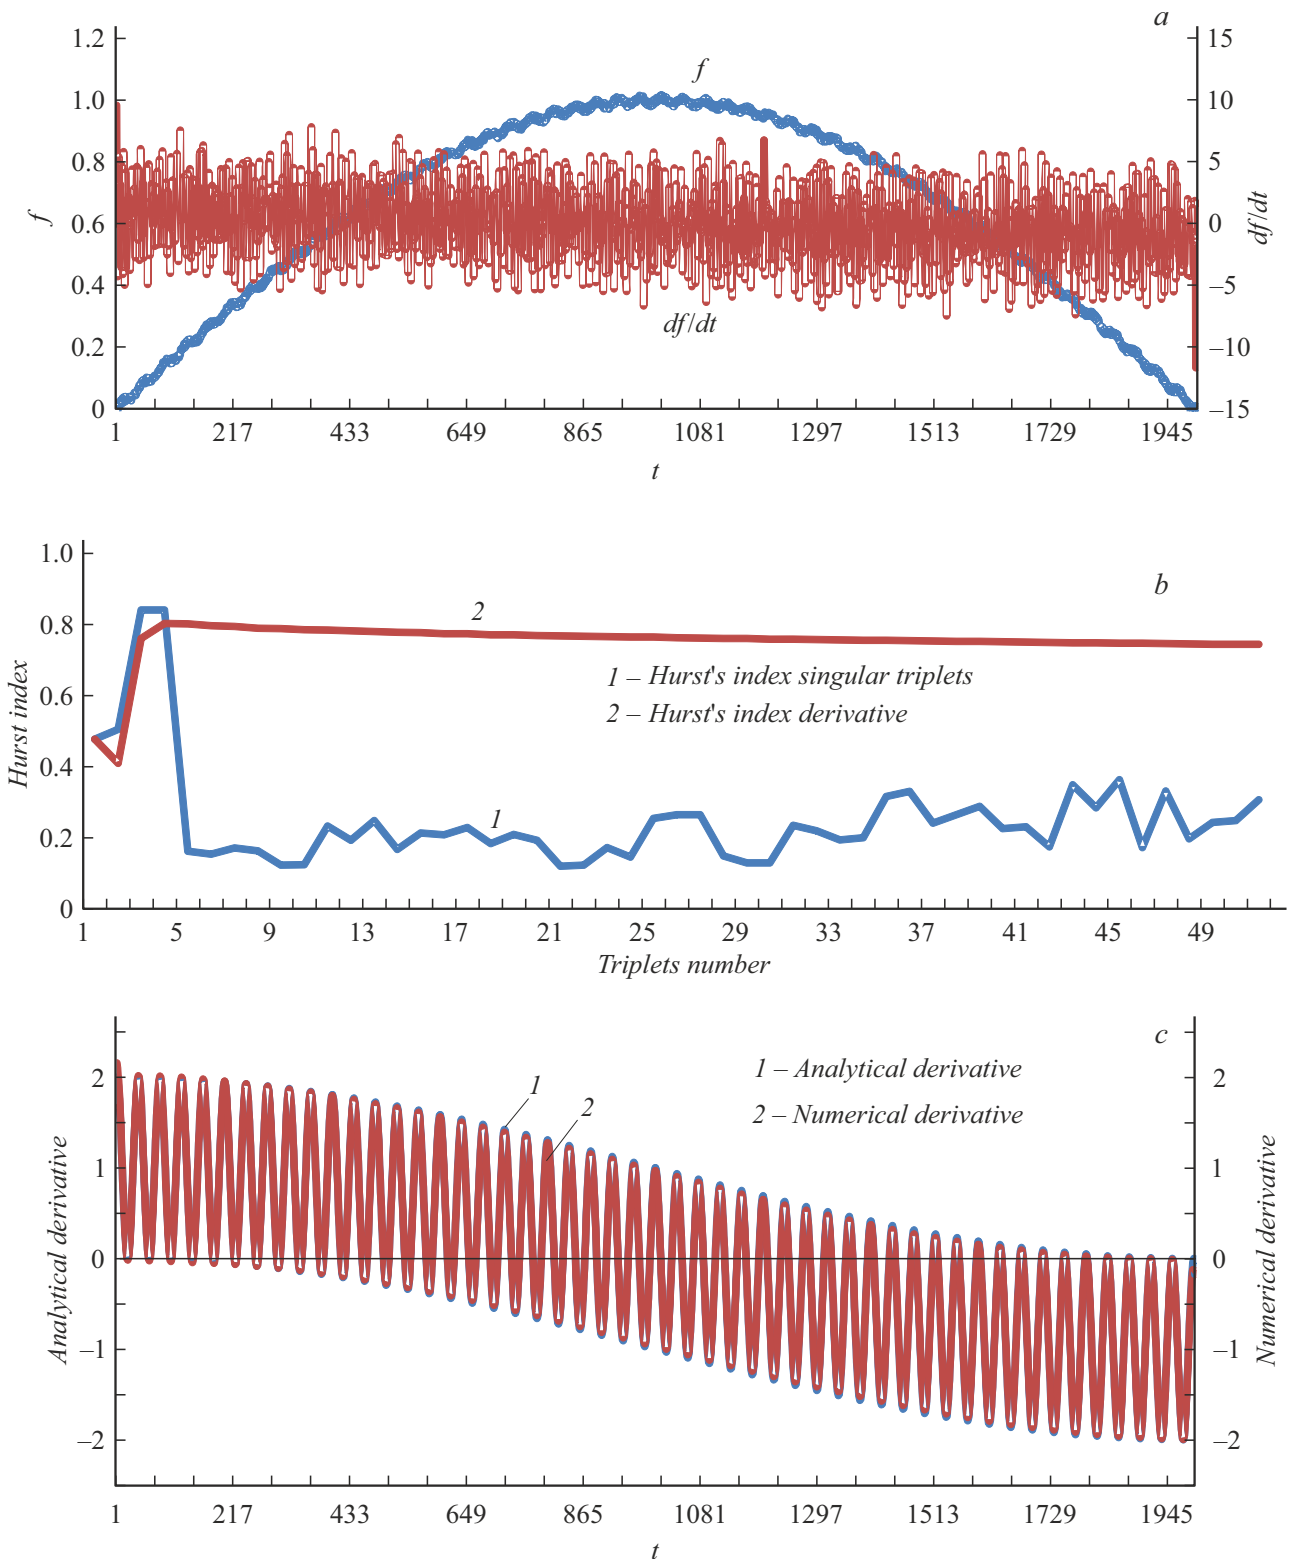 a
1.2
1.0
0.8
0.6
0.4
0.2
0
f
f
df/dt
15
10
5
0
–5
–10
–15
df/dt
1 217 433 649 865 1081 1297 1513 1729 1945
t
b
1.0
0.8
0.6
0.4
0.2
0
Hurst index
2
1 – Hurst's index singular triplets
2 – Hurst's index derivative
1
1 5 9 13 17 21 25 29 33 37 41 45 49
Triplets number
c
2
1
0
–1
–2
Analytical derivative
1
2
1 – Analytical derivative
2 – Numerical derivative
2
1
0
–1
–2
Numerical derivative
1 217 433 649 865 1081 1297 1513 1729 1945
t